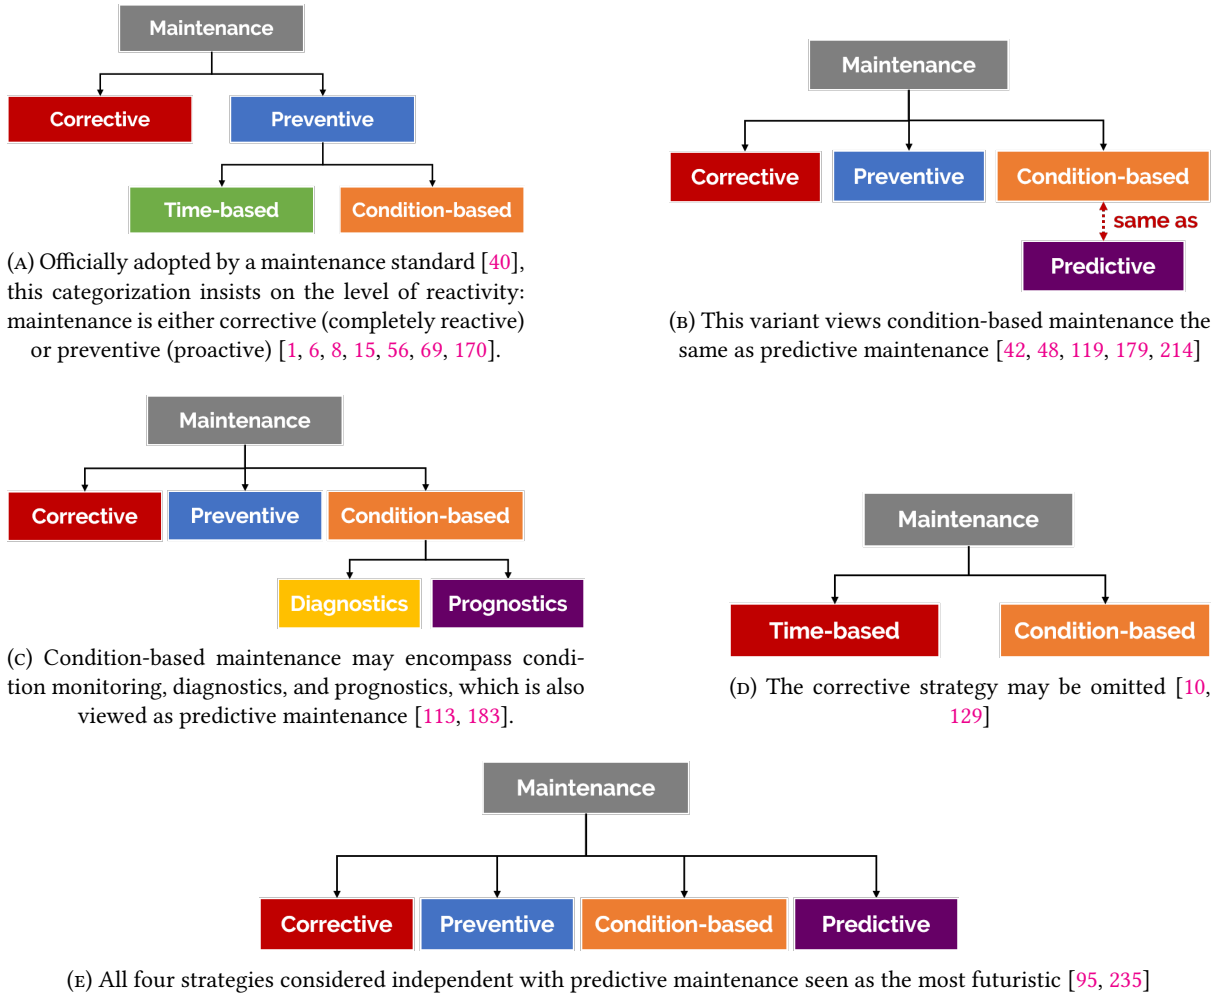 Maintenance
Corrective
Preventive
Time-based
Condition-based
(A) Officially adopted by a maintenance standard [40],
this categorization insists on the level of reactivity:
maintenance is either corrective (completely reactive)
or preventive (proactive) [1, 6, 8, 15, 56, 69, 170].
Maintenance
Corrective
Preventive
Condition-based
same as
Predictive
(B) This variant views condition-based maintenance the
same as predictive maintenance [42, 48, 119, 179, 214]
Maintenance
Corrective
Preventive
Condition-based
Diagnostics
Prognostics
(C) Condition-based maintenance may encompass condi-
tion monitoring, diagnostics, and prognostics, which is also
viewed as predictive maintenance [113, 183].
Maintenance
Time-based
Condition-based
(D) The corrective strategy may be omitted [10,
129]
Maintenance
Corrective
Preventive
Condition-based
Predictive
(E) All four strategies considered independent with predictive maintenance seen as the most futuristic [95, 235]